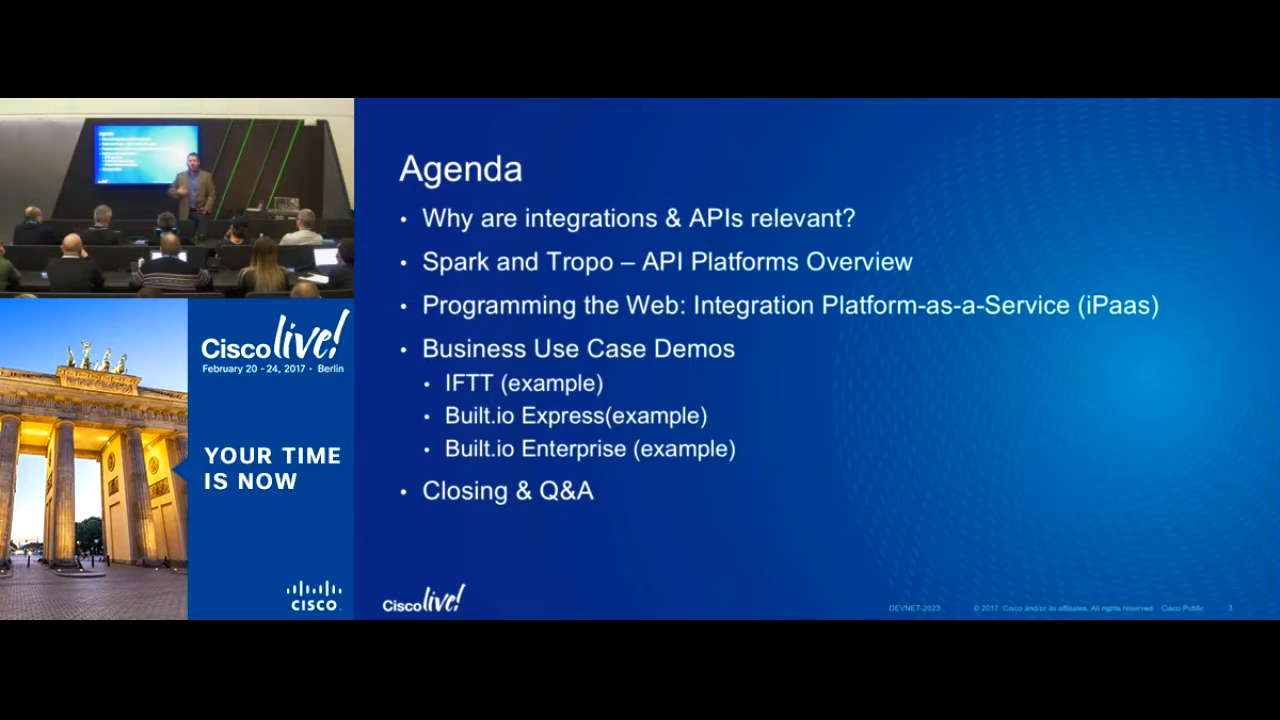 Agenda
• Why are integrations & APIs relevant?
• Spark and Tropo – API Platforms Overview
• Programming the Web: Integration Platform-as-a-Service (iPaas)
• Business Use Case Demos
• IFTT (example)
• Built.io Express(example)
• Built.io Enterprise (example)
• Closing & Q&A
Cisco live!
DEVNET-2023 © 2017 Cisco and/or its affiliates. All rights reserved. Cisco Public 3
Cisco live!
February 20 - 24, 2017 • Berlin
YOUR TIME
IS NOW
CISCO